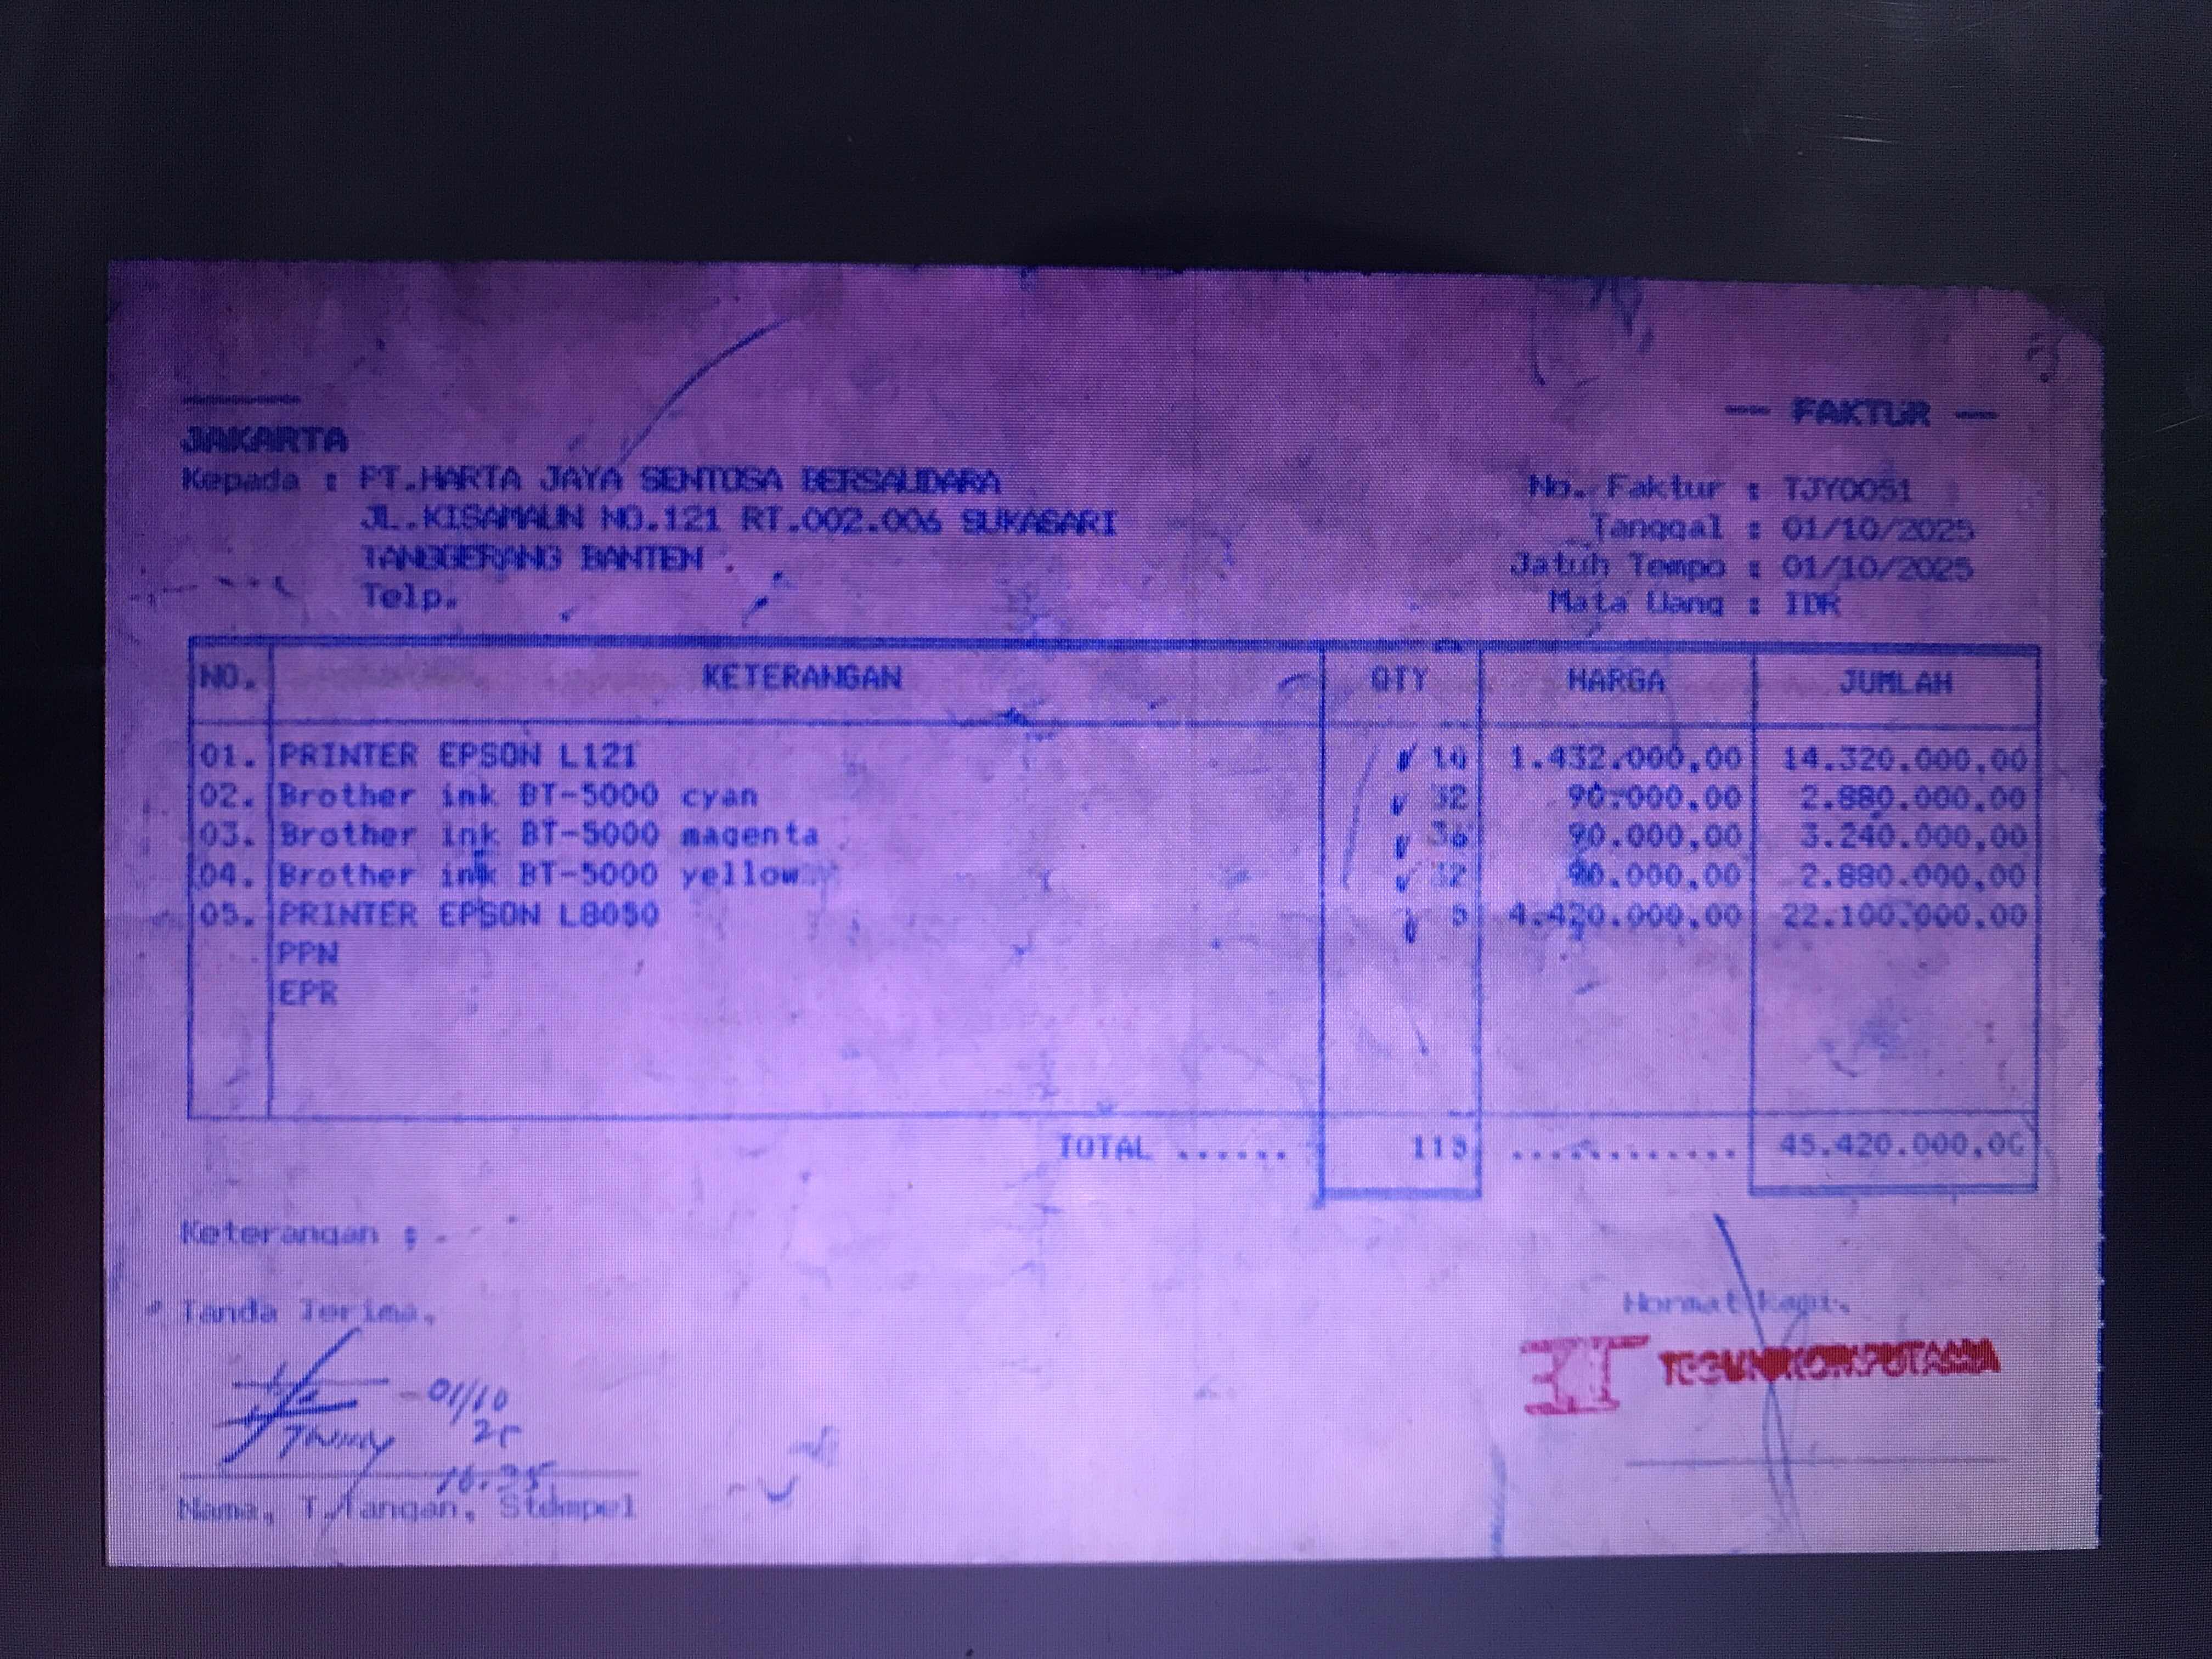 JAKARTA
— FAKTUR —
Kepada : PT.HARTA JAYA SENTOSA BERSAUDARA
JL.KISAMAUN NO.121 RT.002.006 SUKASARI
TANGGERANG BANTEN
Telp.
No. Faktur : TJY0051
Tanggal : 01/10/2025
Jatuh Tempo : 01/10/2025
Mata Uang : IDR
NO. KETERANGAN QTY HARGA JUMLAH
01. PRINTER EPSON L121 10 1.432.000,00 14.320.000,00
02. Brother ink BT-5000 cyan 32 90.000,00 2.880.000,00
03. Brother ink BT-5000 magenta 36 90.000,00 3.240.000,00
04. Brother ink BT-5000 yellow 32 90.000,00 2.880.000,00
05. PRINTER EPSON L8050 5 4.420.000,00 22.100.000,00
PPN
EPR
TOTAL ...... 115 ............ 45.420.000,00
Keterangan :
Tanda Terima,
Hormat kami,
01/10
25
16.35
Nama, T.Tangan, Stempel